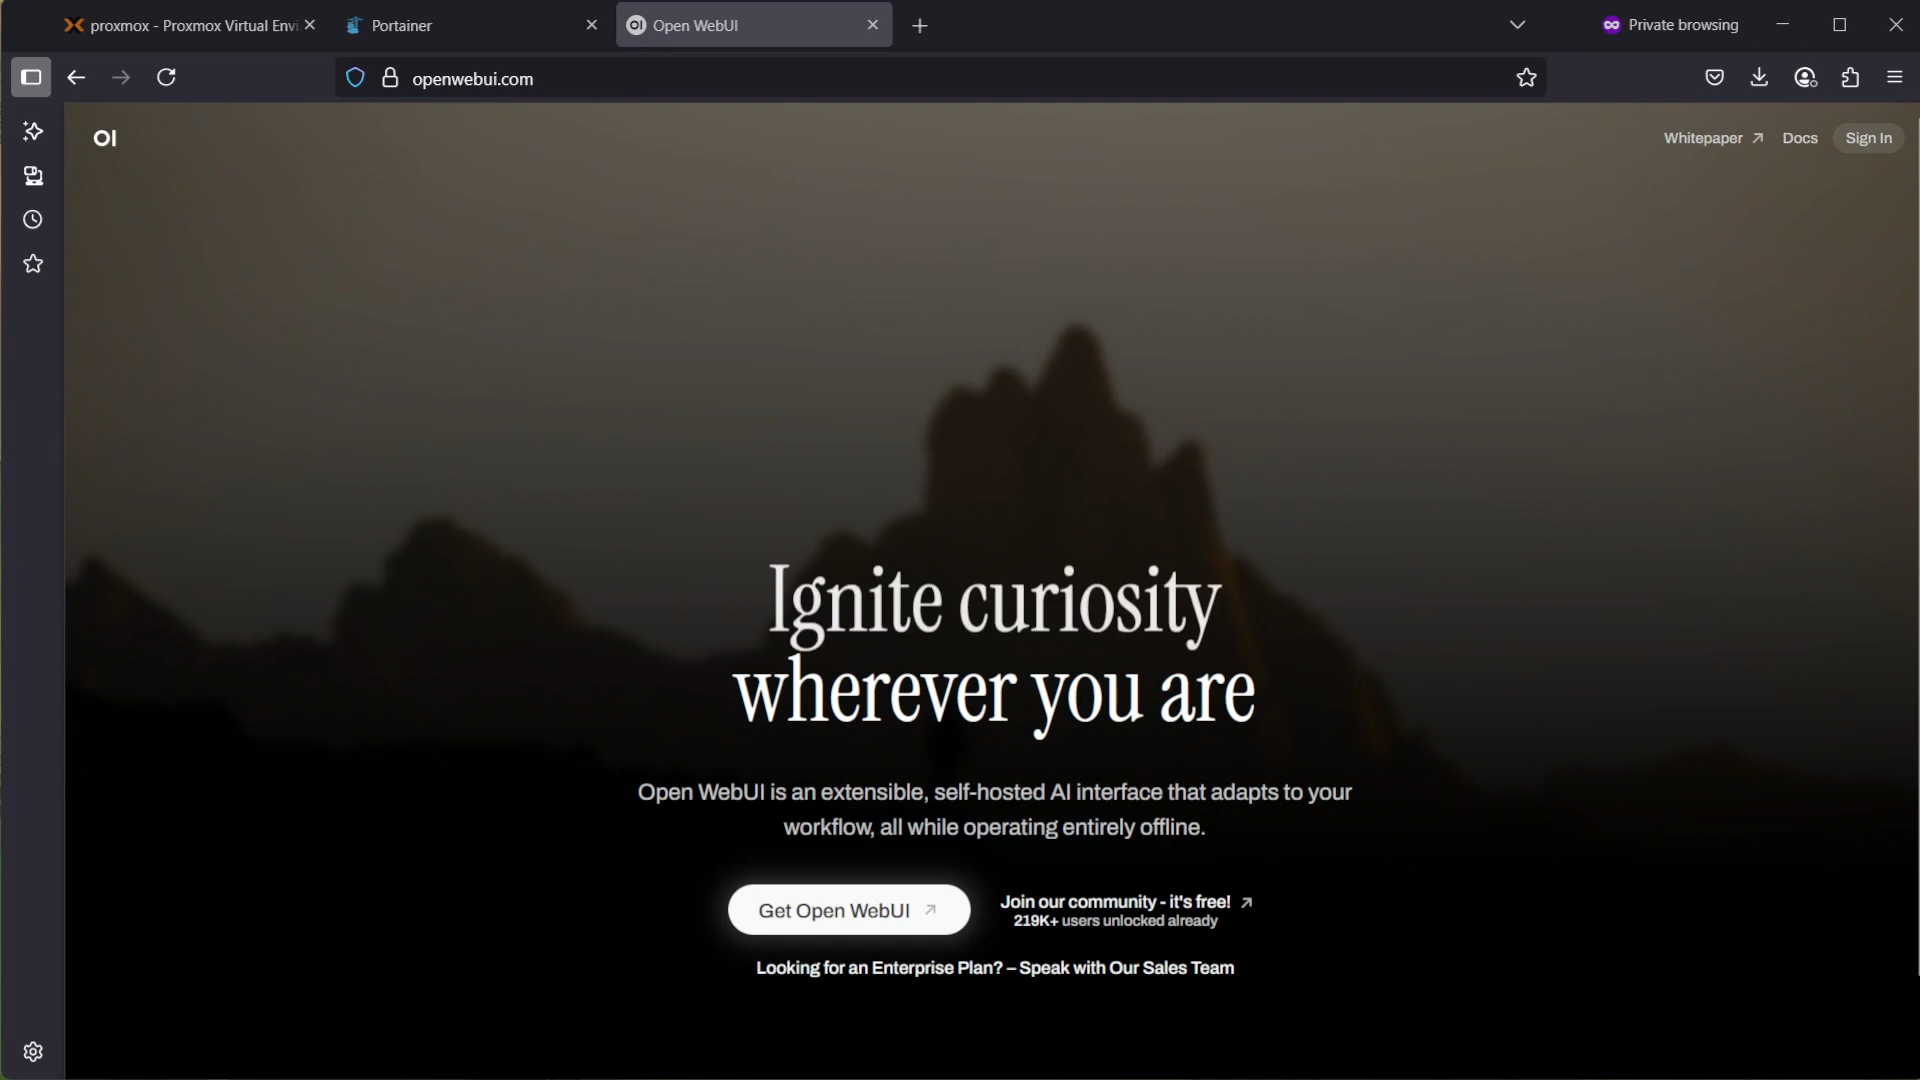 proxmox - Proxmox Virtual Envi
Portainer
OI Open WebUI
Private browsing
openwebui.com
OI
Whitepaper
Docs
Sign In
Ignite curiosity
wherever you are
Open WebUI is an extensible, self-hosted AI interface that adapts to your
workflow, all while operating entirely offline.
Get Open WebUI
Join our community - it's free!
219K+ users unlocked already
Looking for an Enterprise Plan? – Speak with Our Sales Team